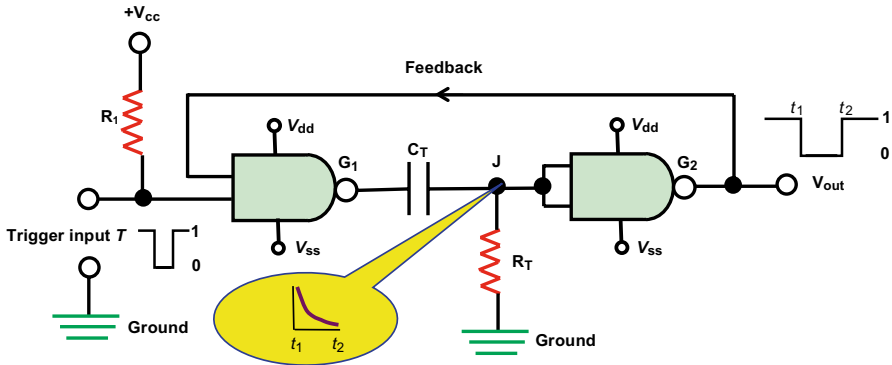 +Vcc
Feedback
R1
Vdd
G1
CT
J
Vdd
G2
t1 t2
1
0
Vout
Trigger input T
1
0
Vss
RT
Vss
Ground
t1 t2
Ground